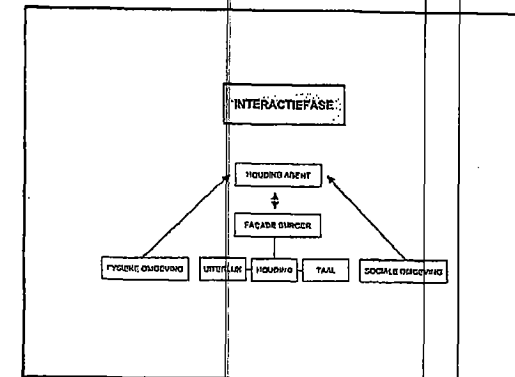 INTERACTIEFASE
HOUDING AGENT
FAÇADE BURGER
FYSIEKE OMGEVING
UITERLIJK
HOUDING
TAAL
SOCIALE OMGEVING